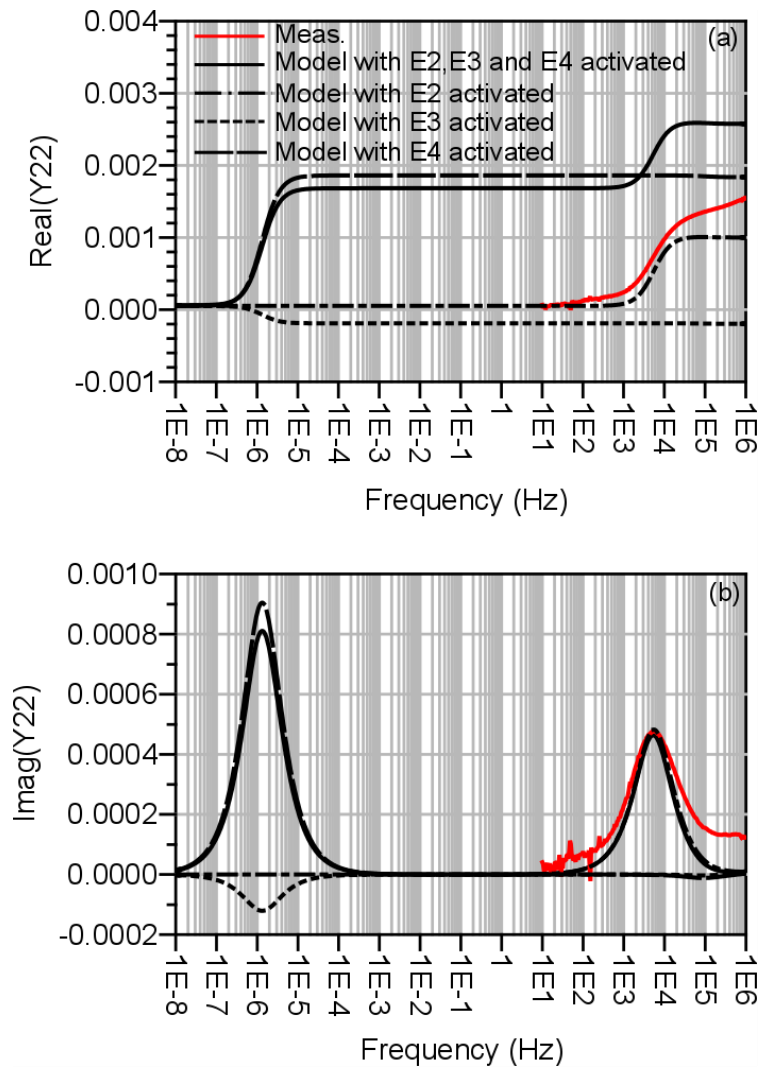 0.004
0.003
0.002
0.001
0.000
-0.001
Real(Y22)
(a)
Meas.
Model with E2,E3 and E4 activated
Model with E2 activated
Model with E3 activated
Model with E4 activated
1E-8
1E-7
1E-6
1E-5
1E-4
1E-3
1E-2
1E-1
1
1E1
1E2
1E3
1E4
1E5
1E6
Frequency (Hz)
0.0010
0.0008
0.0006
0.0004
0.0002
0.0000
-0.0002
Imag(Y22)
(b)
1E-8
1E-7
1E-6
1E-5
1E-4
1E-3
1E-2
1E-1
1
1E1
1E2
1E3
1E4
1E5
1E6
Frequency (Hz)